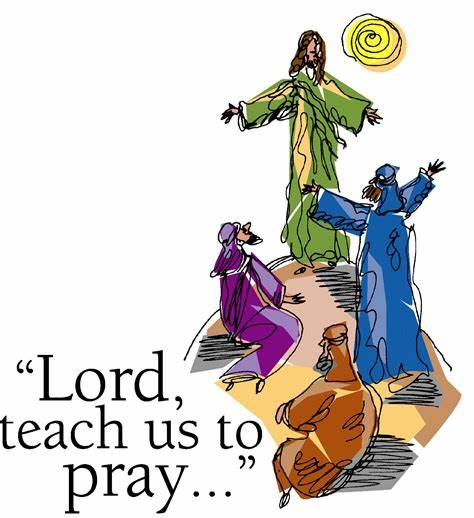 “Lord,
teach us to
pray...”